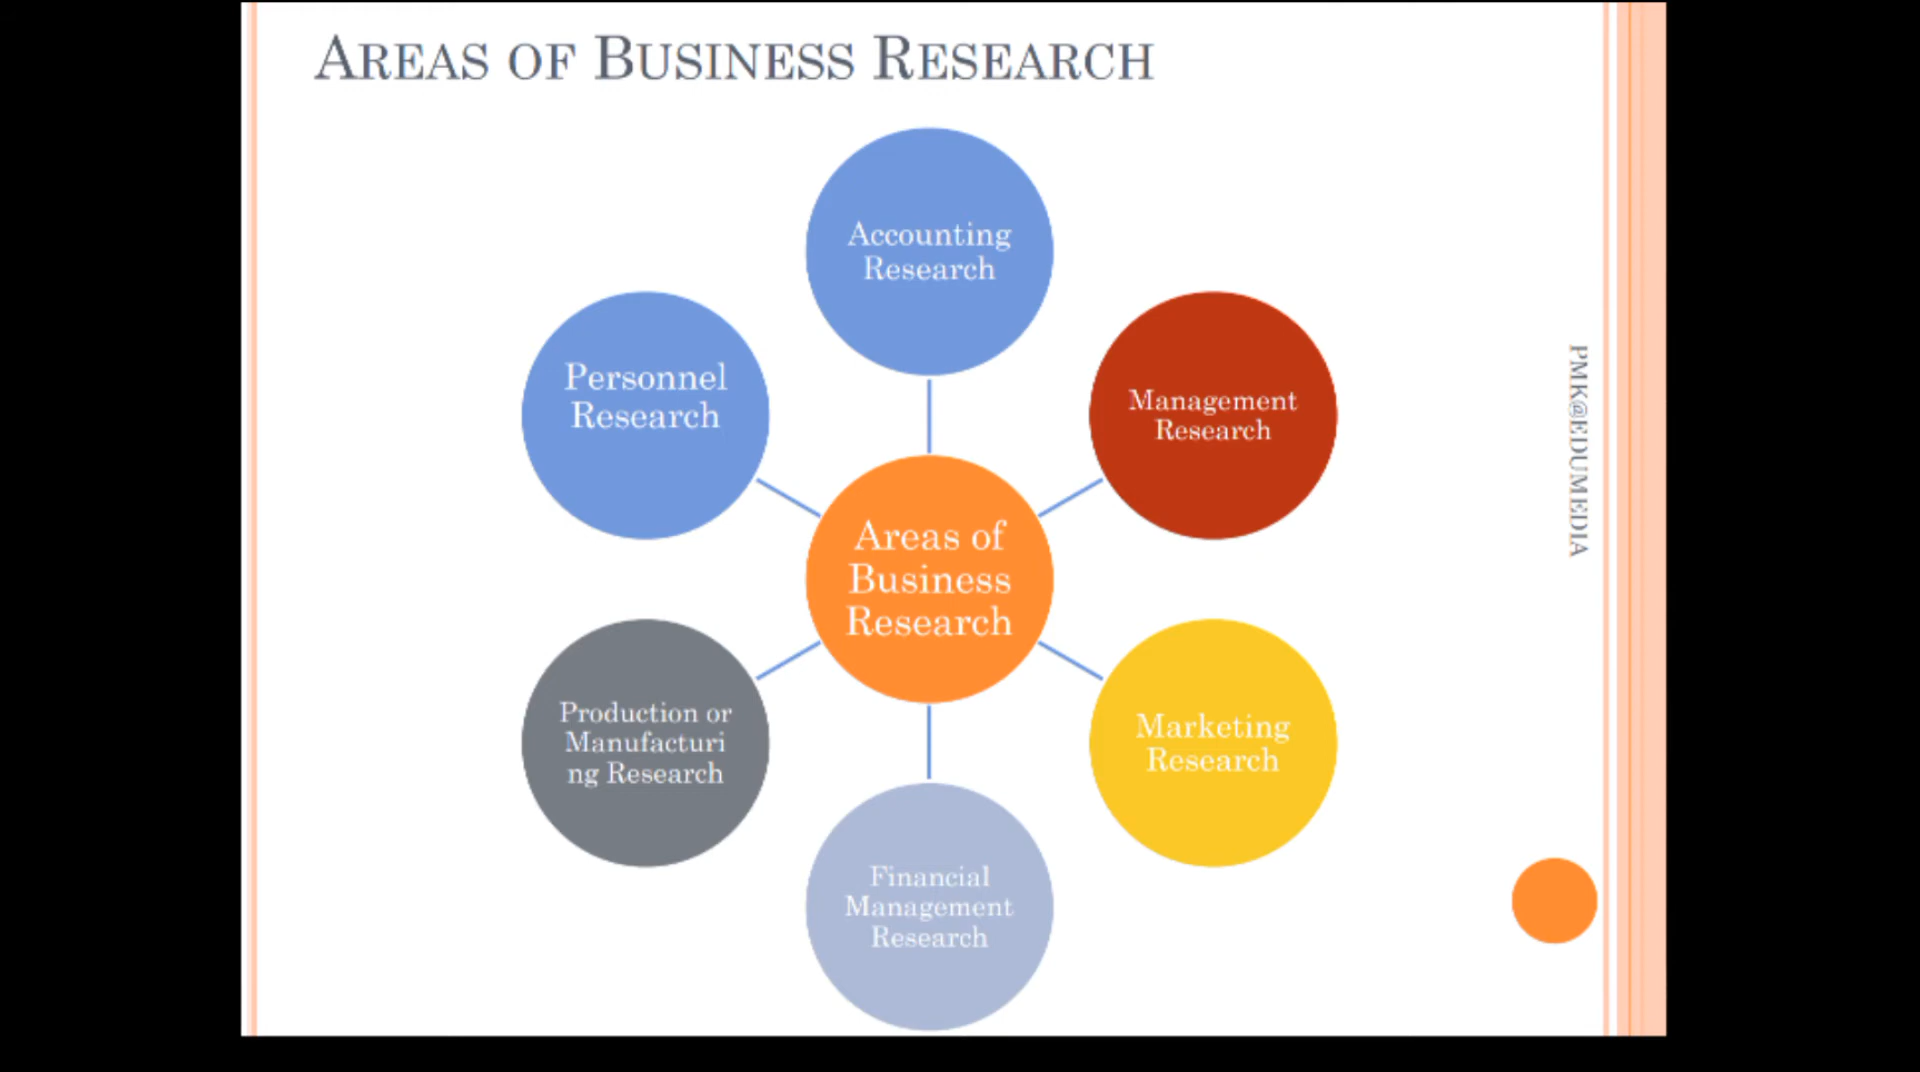 AREAS OF BUSINESS RESEARCH
Accounting
Research
Management
Research
Marketing
Research
Financial
Management
Research
Production or
Manufacturi
ng Research
Personnel
Research
Areas of
Business
Research
PMK@EDUMEDIA